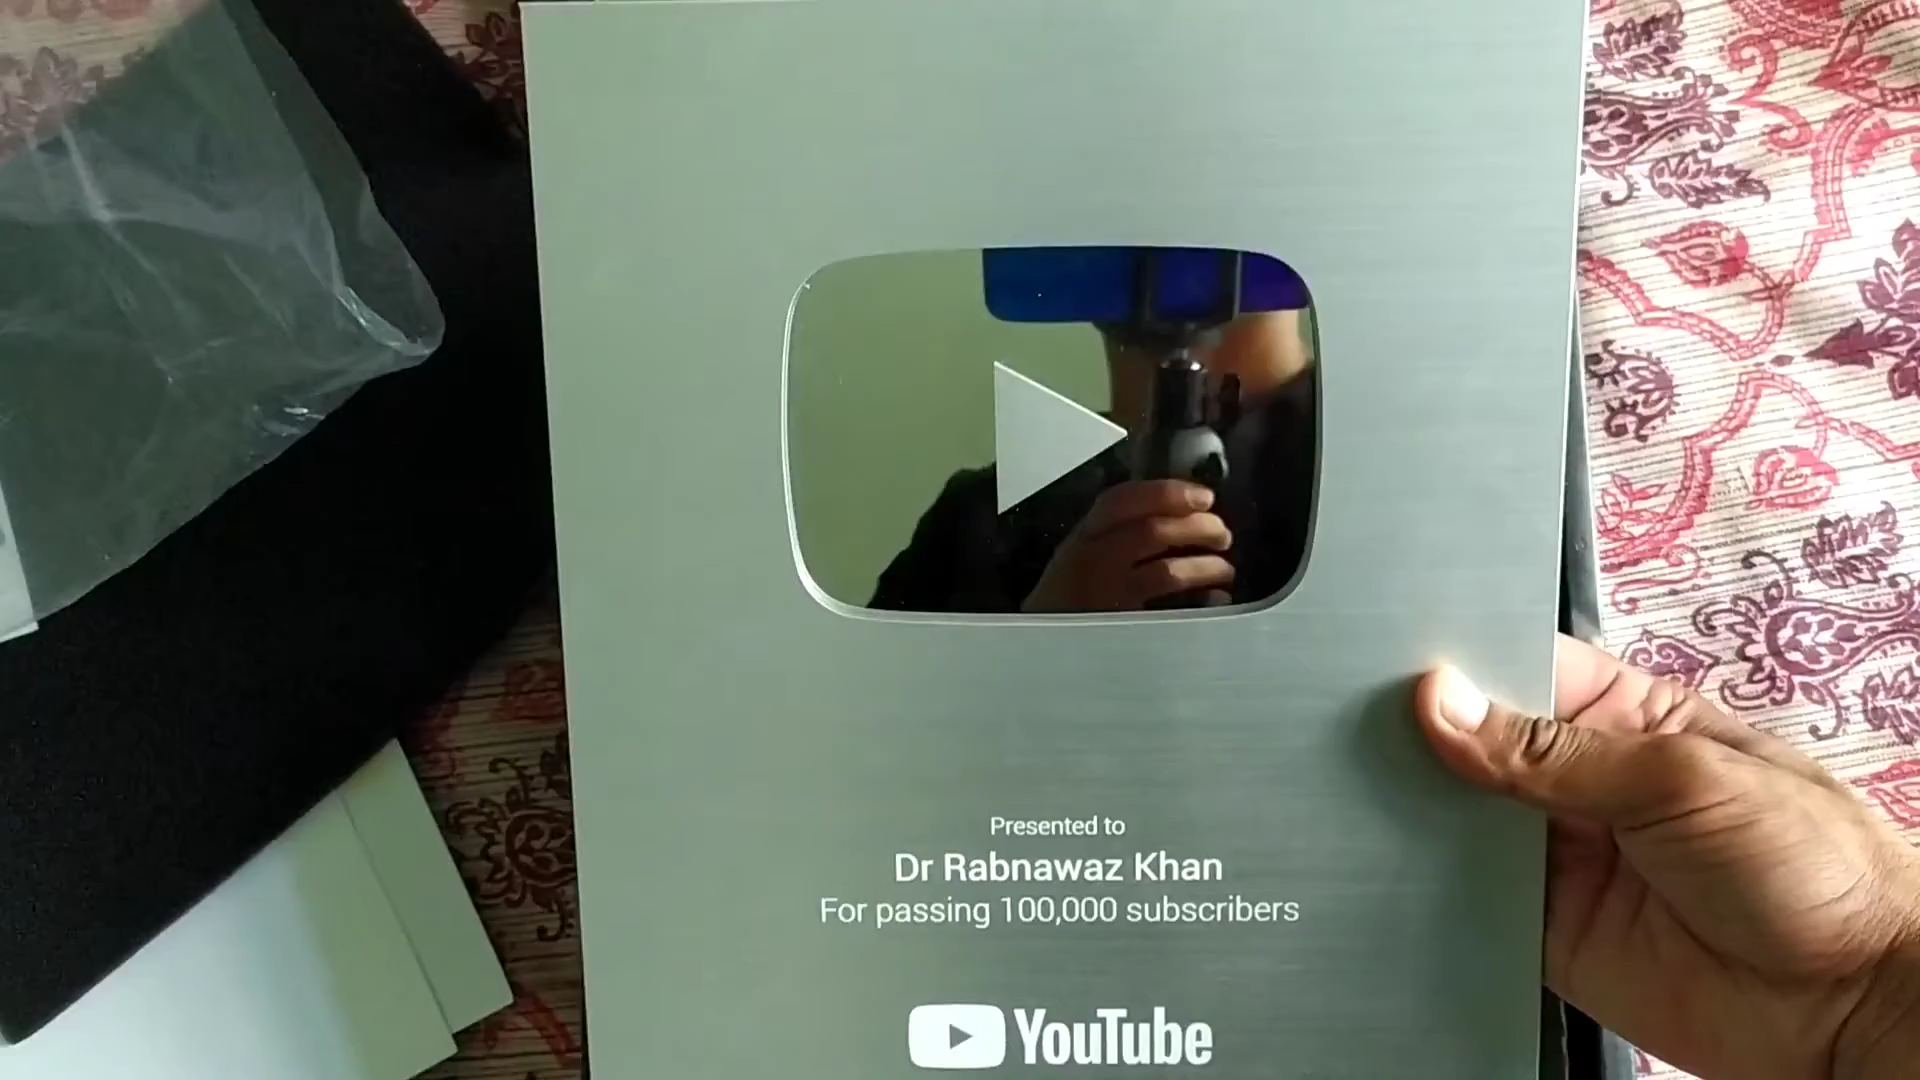 Presented to
Dr Rabnawaz Khan
For passing 100,000 subscribers
YouTube